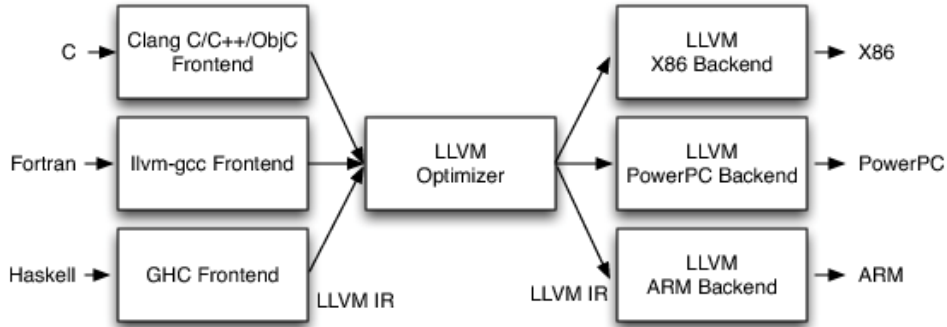 C
Clang C/C++/ObjC
Frontend
LLVM
X86 Backend
X86
Fortran
llvm-gcc Frontend
LLVM
Optimizer
LLVM
PowerPC Backend
PowerPC
Haskell
GHC Frontend
LLVM IR
LLVM IR
LLVM
ARM Backend
ARM